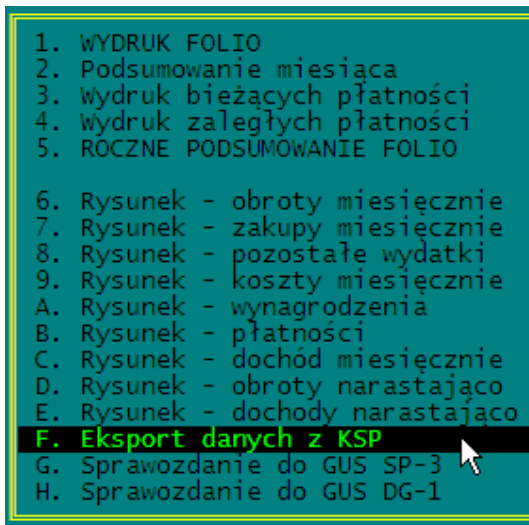 1. WYDRUK FOLIO
2. Podsumowanie miesiąca
3. Wydruk bieżących płatności
4. Wydruk zaległych płatności
5. ROCZNE PODSUMOWANIE FOLIO
6. Rysunek - obroty miesięcznie
7. Rysunek - zakupy miesięcznie
8. Rysunek - pozostałe wydatki
9. Rysunek - koszty miesięcznie
A. Rysunek - wynagrodzenia
B. Rysunek - płatności
C. Rysunek - dochód miesięcznie
D. Rysunek - obroty narastająco
E. Rysunek - dochody narastająco
F. Eksport danych z KSP
G. Sprawozdanie do GUS SP-3
H. Sprawozdanie do GUS DG-1